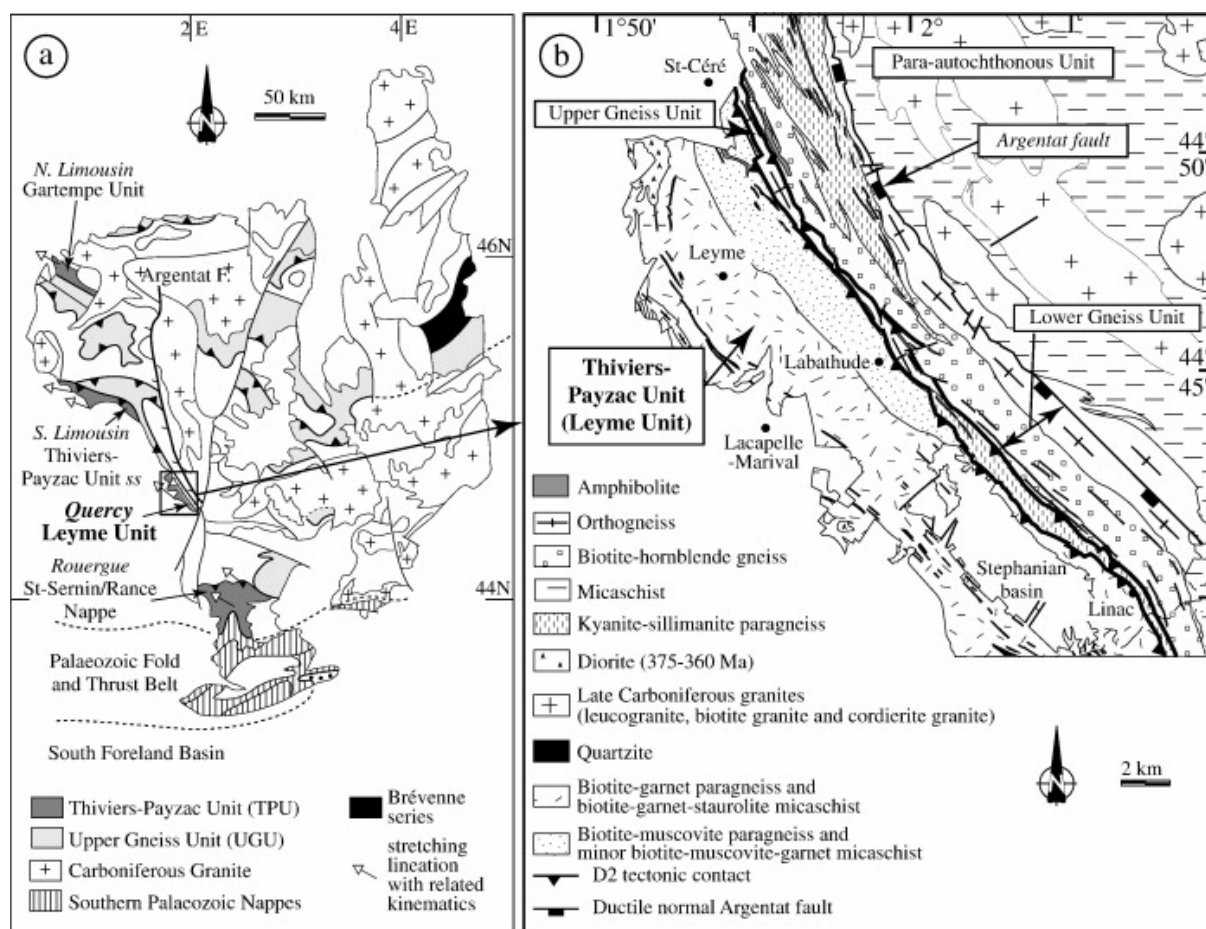 a
2 E
4 E
50 km
N
N. Limousin
Gartempe Unit
46N
Argentat F.
S. Limousin
Thiviers-
Payzac Unit ss
Quercy
Leyme Unit
Rouergue
St-Sernin/Rance
Nappe
44N
Palaeozoic Fold
and Thrust Belt
South Foreland Basin
Thiviers-Payzac Unit (TPU)
Upper Gneiss Unit (UGU)
Carboniferous Granite
Southern Palaeozoic Nappes
Brévenne
series
stretching
lineation
with related
kinematics
b
1°50'
2°
St-Céré
Para-autochthonous Unit
Upper Gneiss Unit
Argentat fault
44°
50'
Leyme
Lower Gneiss Unit
Thiviers-
Payzac Unit
(Leyme Unit)
Labathude
44°
45'
Lacapelle
-Marival
Stephanian
basin
Linac
Amphibolite
Orthogneiss
Biotite-hornblende gneiss
Micaschist
Kyanite-sillimanite paragneiss
Diorite (375-360 Ma)
Late Carboniferous granites
(leucogranite, biotite granite and cordierite granite)
Quartzite
Biotite-garnet paragneiss and
biotite-garnet-staurolite micaschist
Biotite-muscovite paragneiss and
minor biotite-muscovite-garnet micaschist
D2 tectonic contact
Ductile normal Argentat fault
N
2 km